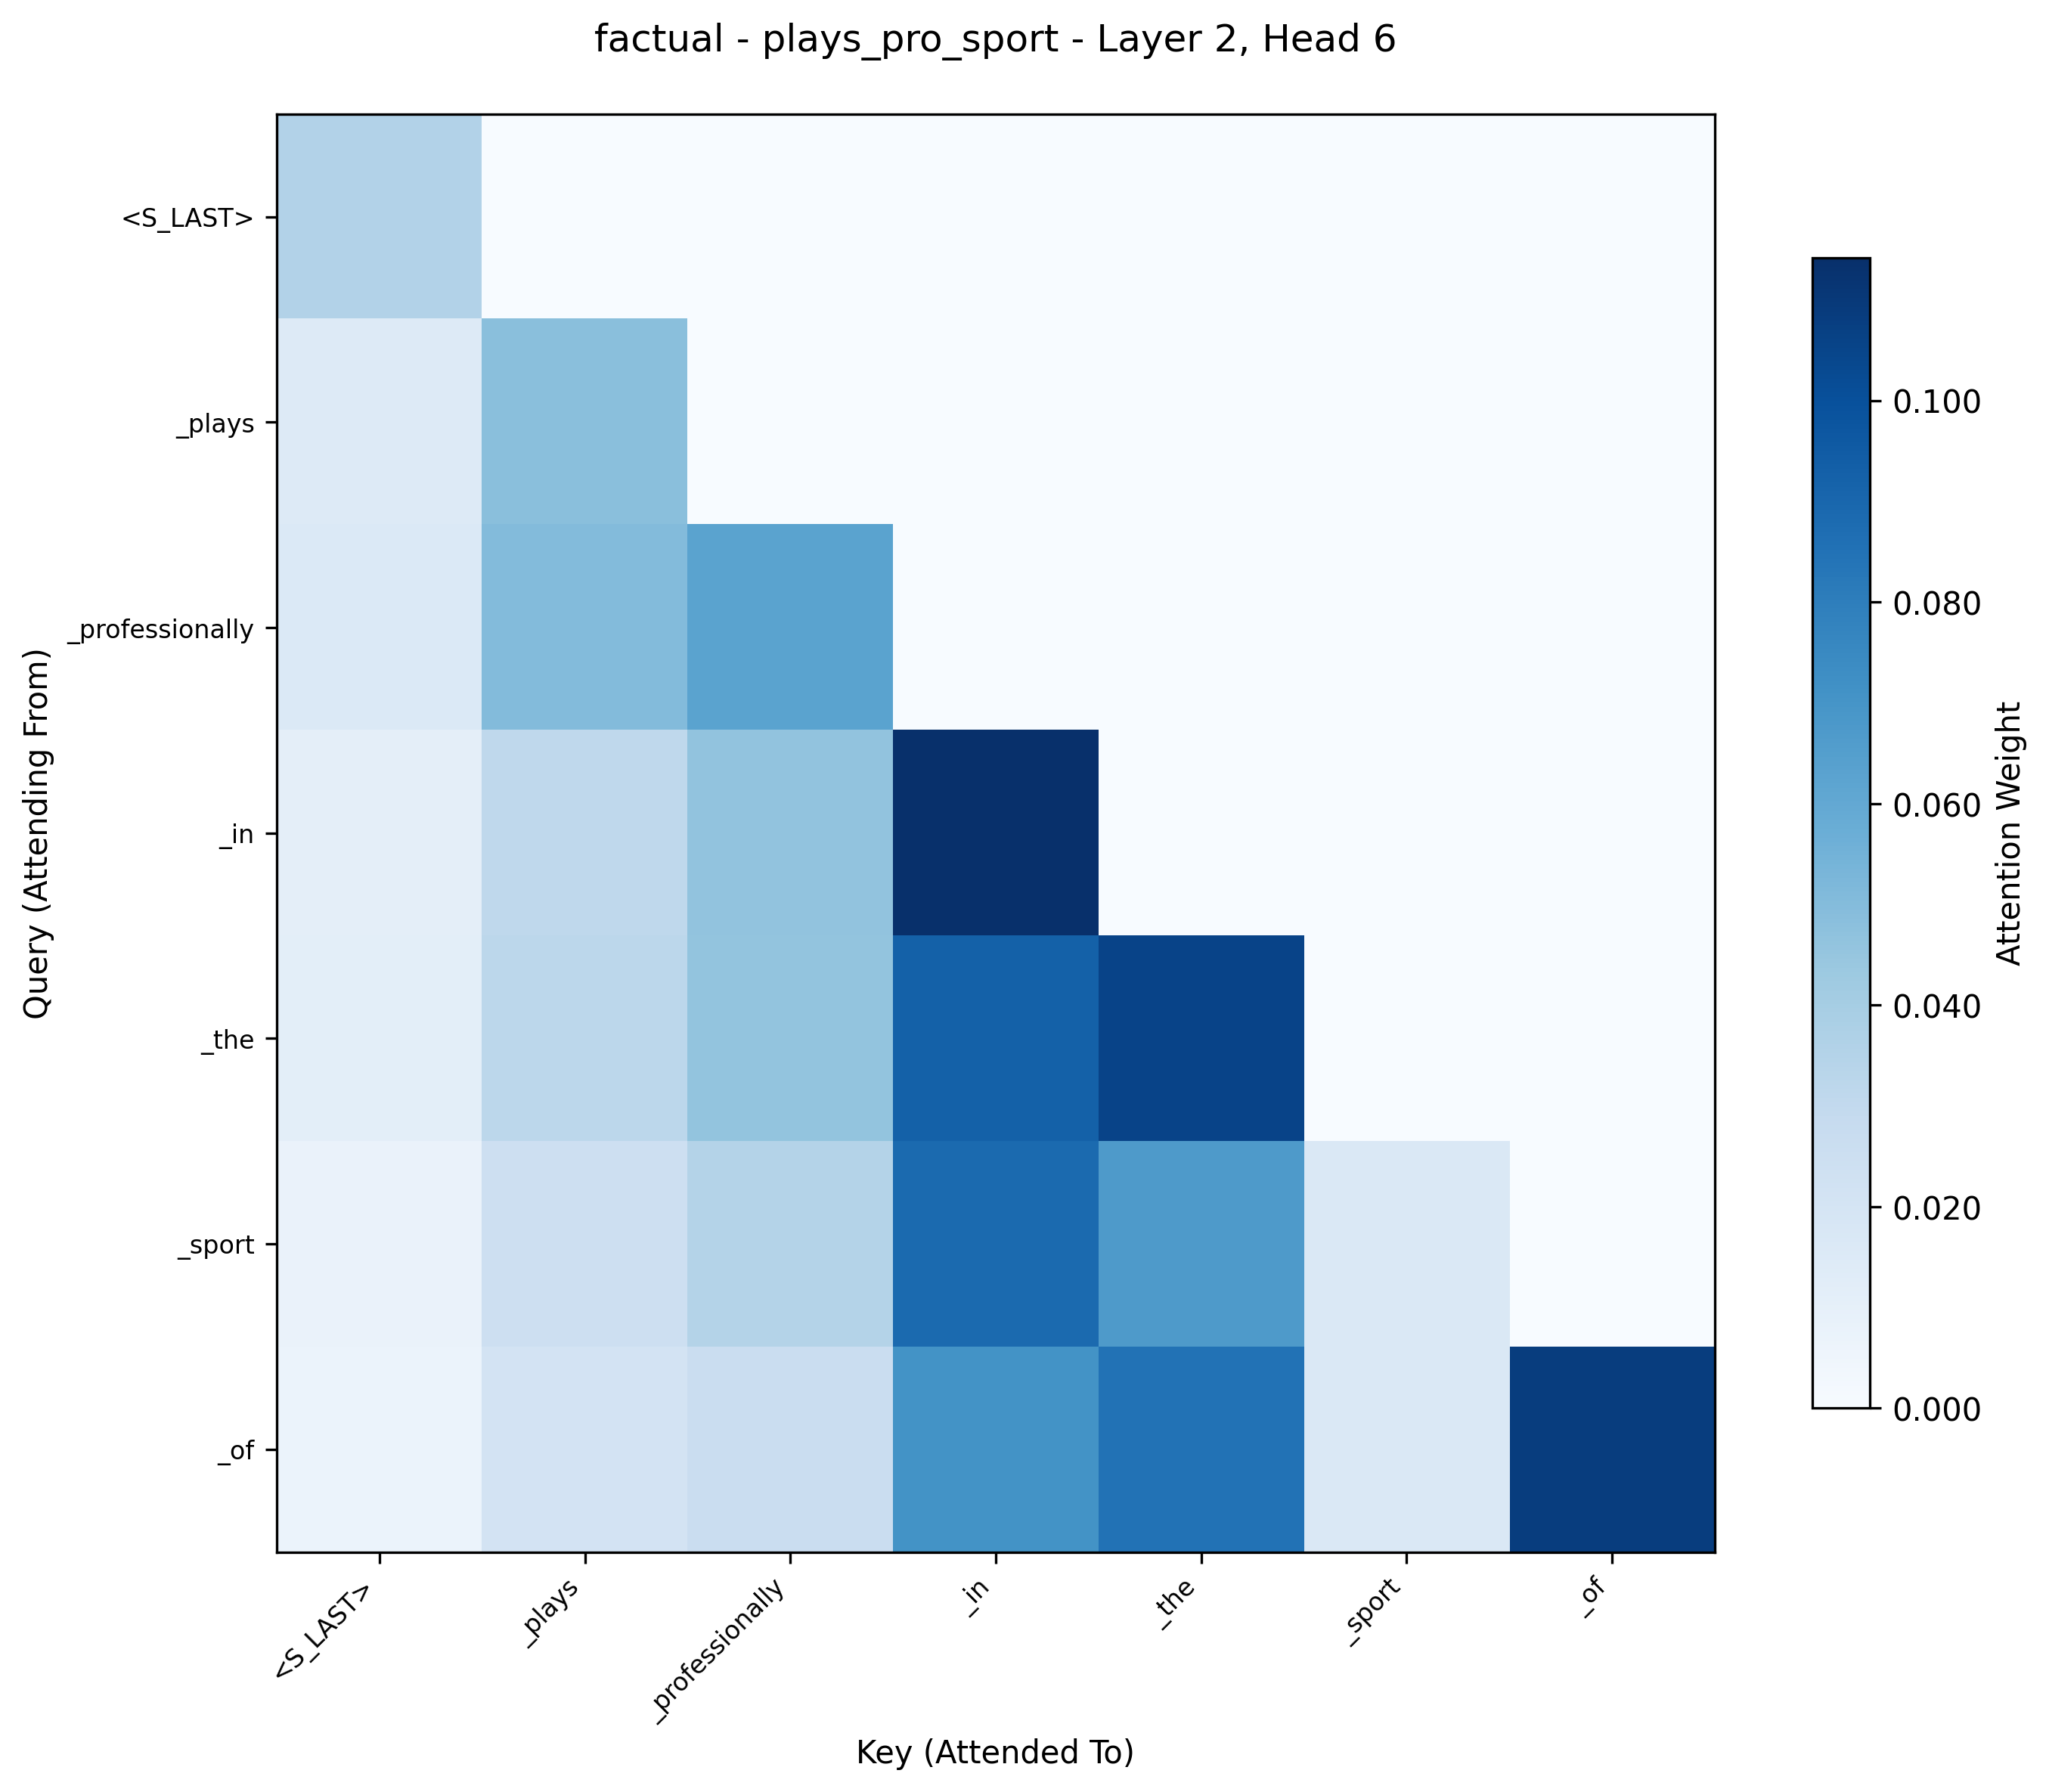 factual - plays_pro_sport - Layer 2, Head 6
Query (Attending From)
<S_LAST>
_plays
_professionally
_in
_the
_sport
_of
<S_LAST>
_plays
_professionally
_in
_the
_sport
_of
Key (Attended To)
0.100
0.080
0.060
0.040
0.020
0.000
Attention Weight